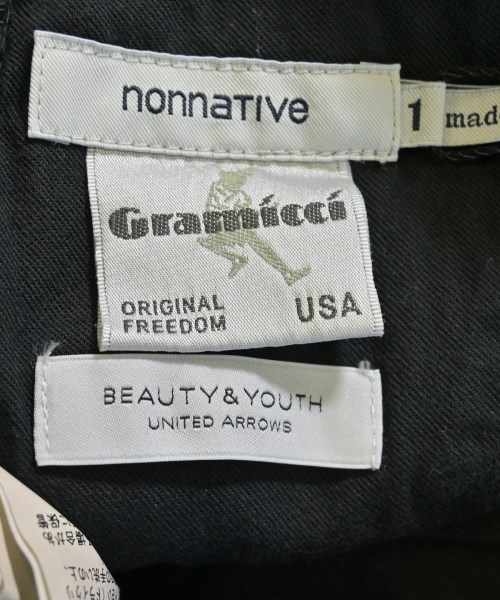 nonnative
1 made
Gramicci
ORIGINAL
FREEDOM
USA
BEAUTY&YOUTH
UNITED ARROWS